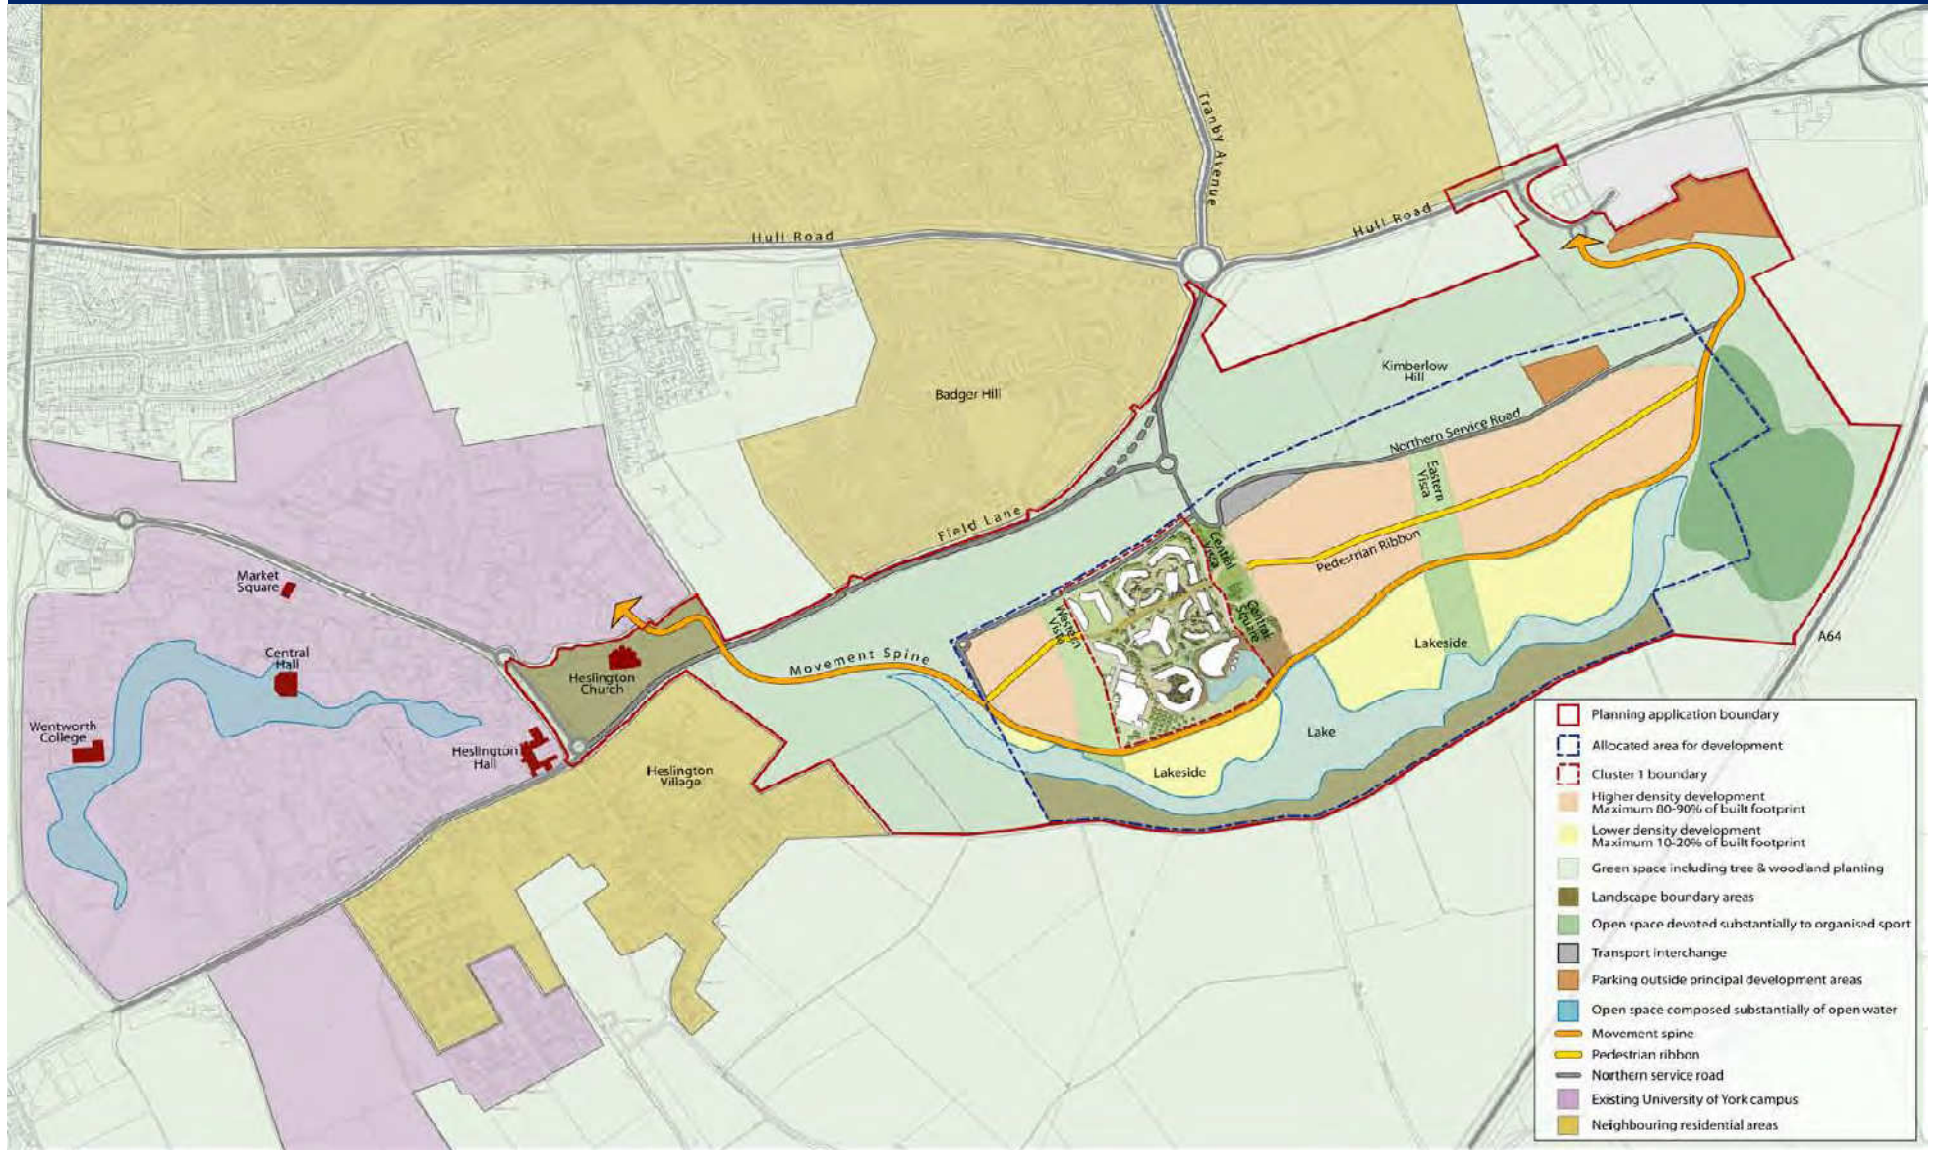 Tranby Avenue
Hull Road
Hull Road
Kimberlow
Hill
Badger Hill
Northern Service Road
Eastern
Vista
Field Lane
Central
Vista
Pedestrian Ribbon
Market
Square
Western
Vista
Central
Square
A64
Lakeside
Movement Spine
Central
Hall
Heslington
Church
Wentworth
College
Lake
Heslington
Hall
Heslington
Village
Lakeside
Planning application boundary
Allocated area for development
Cluster 1 boundary
Higher density development
Maximum 80-90% of built footprint
Lower density development
Maximum 10-20% of built footprint
Green space including tree & woodland planting
Landscape boundary areas
Open space devoted substantially to organised sport
Transport interchange
Parking outside principal development areas
Open space composed substantially of open water
Movement spine
Pedestrian ribbon
Northern service road
Existing University of York campus
Neighbouring residential areas